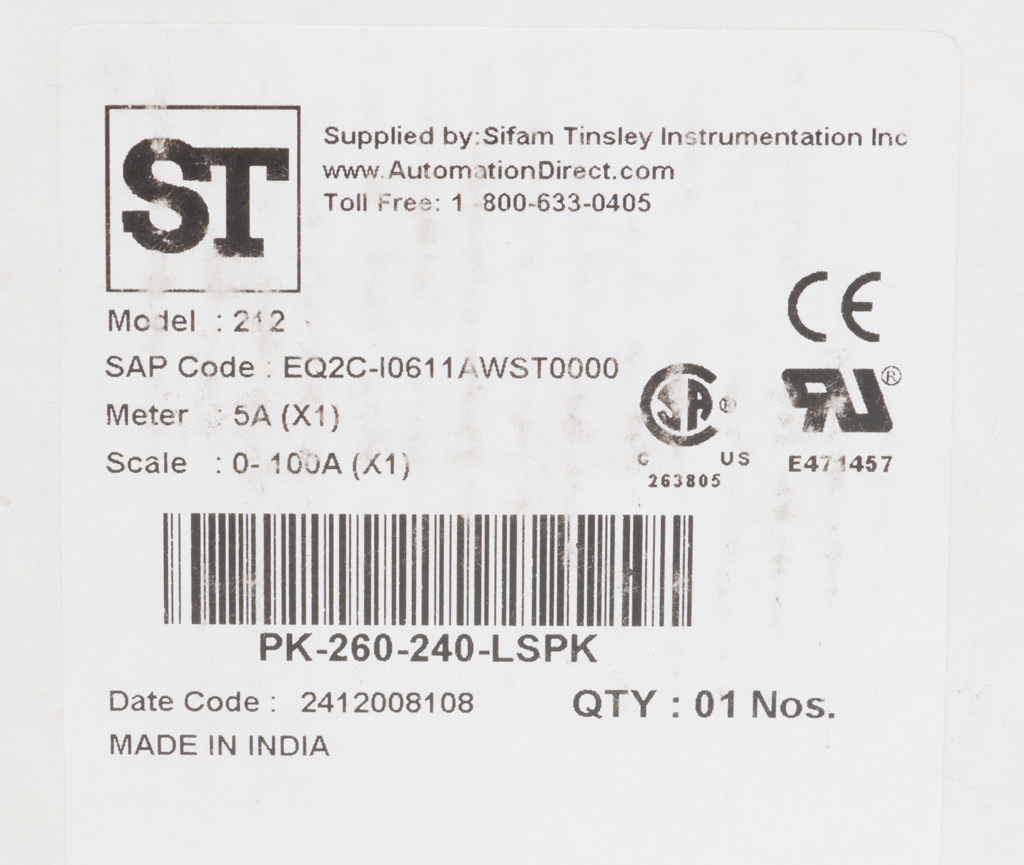 ST
Supplied by:Sifam Tinsley Instrumentation Inc
www.AutomationDirect.com
Toll Free: 1 800-633-0405
Model : 212
SAP Code : EQ2C-I0611AWST0000
Meter : 5A (X1)
Scale : 0- 100A (X1)
CE
SA ®
C US
263805
RU ®
E471457
PK-260-240-LSPK
Date Code : 2412008108
QTY : 01 Nos.
MADE IN INDIA